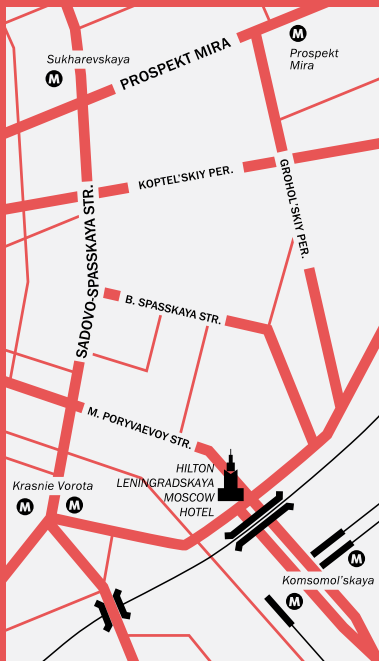 Sukharevskaya
M
PROSPEKT MIRA
M
Prospekt
Mira
KOPTEL'SKIY PER.
GROHOL'SKIY PER.
SADOVO-SPASSKAYA STR.
B. SPASSKAYA STR.
M. PORYVAEVOY STR.
HILTON
LENINGRADSKAYA
MOSCOW
HOTEL
Krasnie Vorota
M
M
M
Komsomol'skaya
M